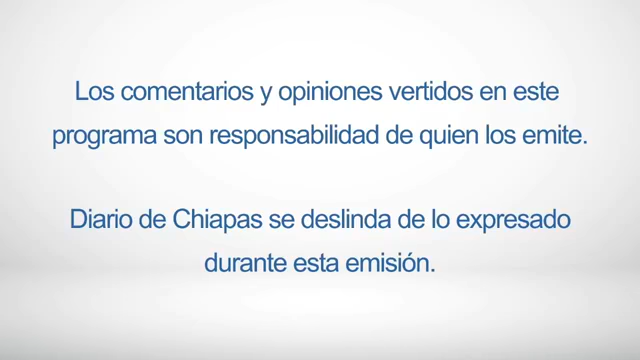 Los comentarios y opiniones vertidos en este
programa son responsabilidad de quien los emite.
Diario de Chiapas se deslinda de lo expresado
durante esta emisión.